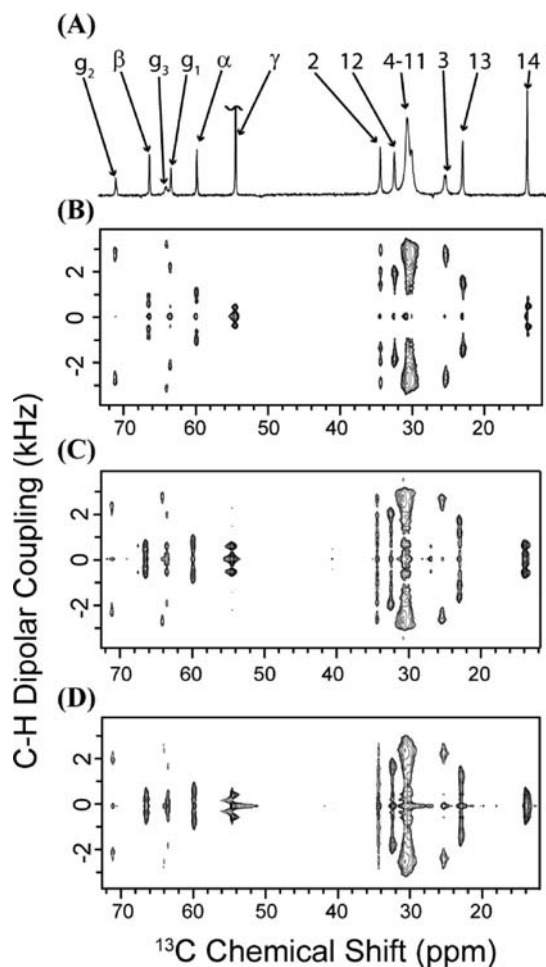 (A)
g₂ β g₃ g₁ α γ 2 12 4-11 3 13 14
(B)
2
0
-2
70 60 50 40 30 20
(C)
2
0
-2
70 60 50 40 30 20
(D)
2
0
-2
70 60 50 40 30 20
C-H Dipolar Coupling (kHz)
¹³C Chemical Shift (ppm)